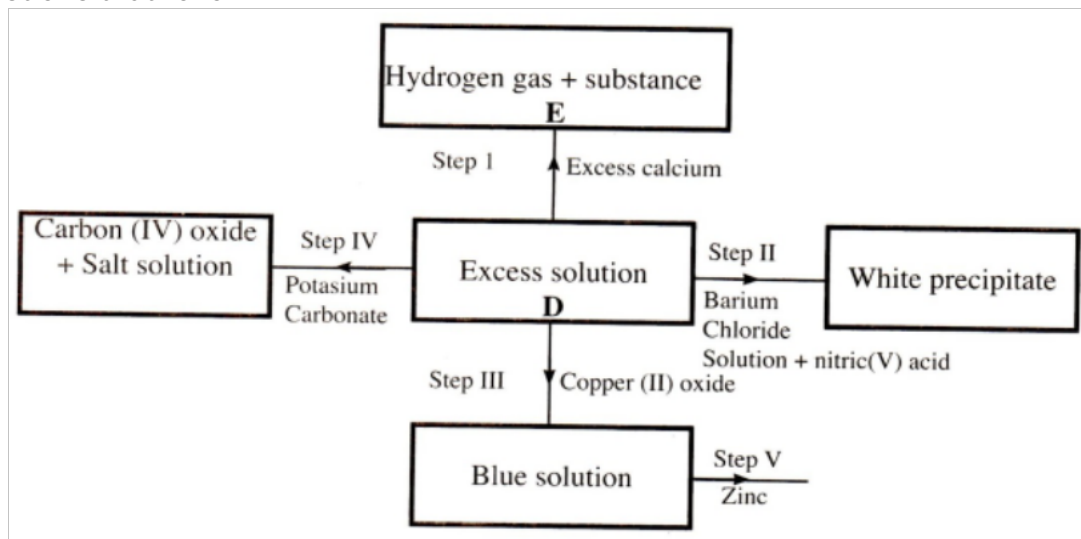 Hydrogen gas + substance
E
Step 1
Excess calcium
Carbon (IV) oxide
+ Salt solution
Step IV
Potasium
Carbonate
Excess solution
D
Step II
Barium
Chloride
Solution + nitric(V) acid
White precipitate
Step III
Copper (II) oxide
Blue solution
Step V
Zinc